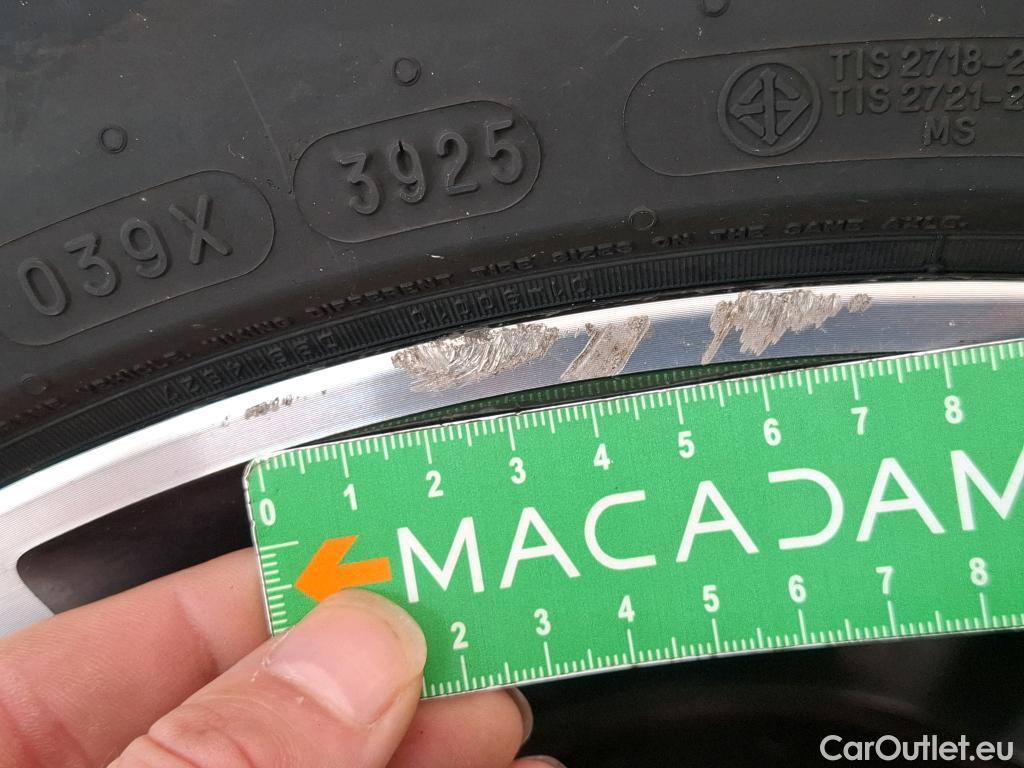 TIS 2718-2
TIS 2721-2
MS
3925
039X
DIFFERENT TIRE SIZES ON THE SAME AXLE.
0 1 2 3 4 5 6 7 8
MACADAM
2 3 4 5 6 7 8
CarOutlet.eu